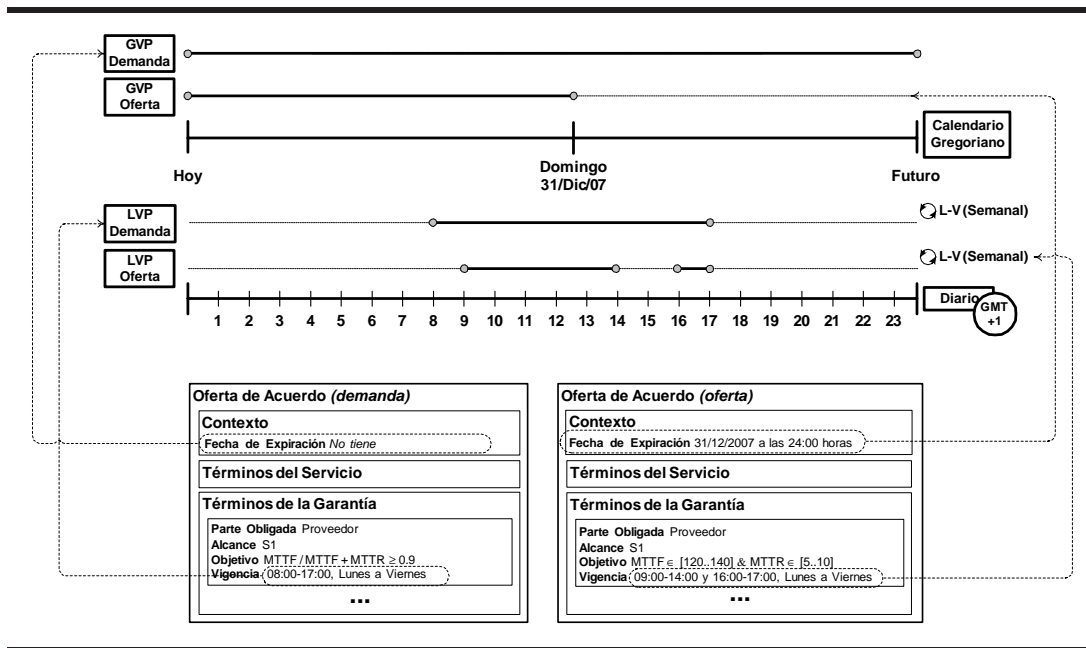 GVP
Demanda
GVP
Oferta
Calendario
Gregoriano
Hoy
Domingo
31/Dic/07
Futuro
LVP
Demanda
L-V (Semanal)
LVP
Oferta
L-V (Semanal)
Diario
GMT
+1
1 2 3 4 5 6 7 8 9 10 11 12 13 14 15 16 17 18 19 20 21 22 23
Oferta de Acuerdo (demanda)
Contexto
Fecha de Expiración No tiene
Términos del Servicio
Términos de la Garantía
Parte Obligada Proveedor
Alcance S1
Objetivo MTTF / MTTF + MTTR ≥ 0.9
Vigencia 08:00-17:00, Lunes a Viernes
...
Oferta de Acuerdo (oferta)
Contexto
Fecha de Expiración 31/12/2007 a las 24:00 horas
Términos del Servicio
Términos de la Garantía
Parte Obligada Proveedor
Alcance S1
Objetivo MTTF ∈ [120..140] & MTTR ∈ [5..10]
Vigencia 09:00-14:00 y 16:00-17:00, Lunes a Viernes
...